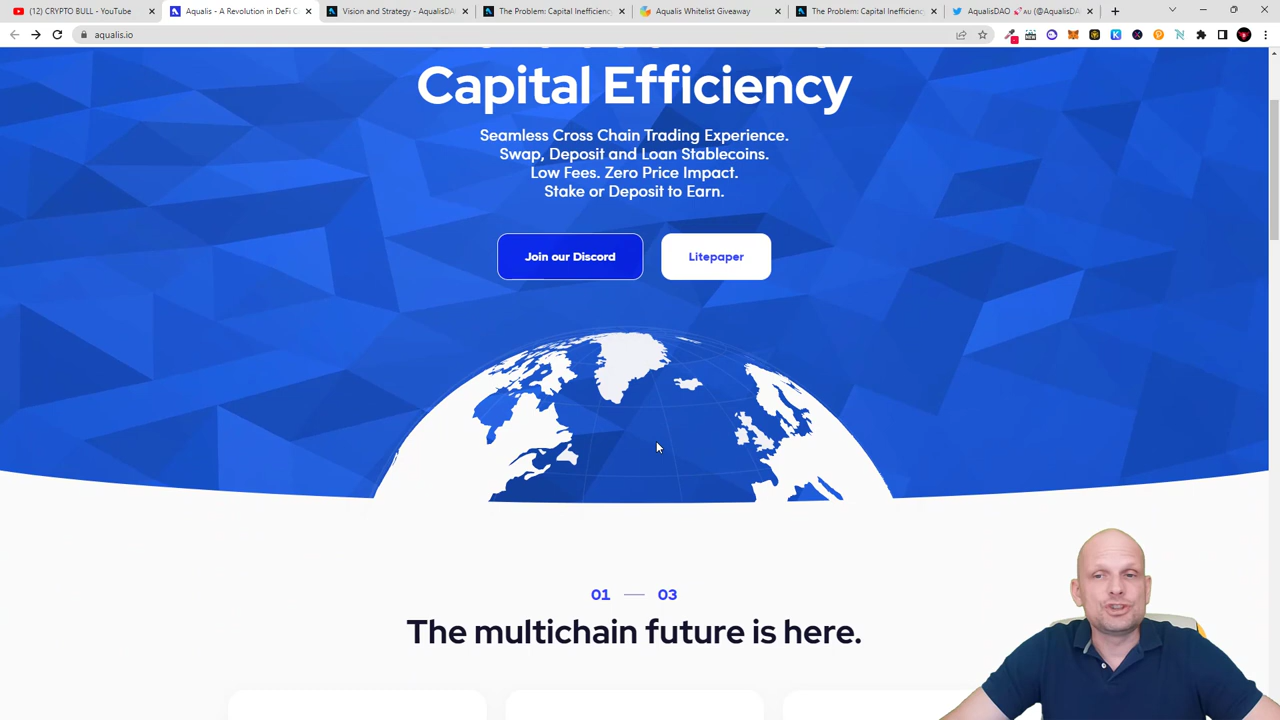 (12) CRYPTO BULL - YouTube
Aqualis - A Revolution in DeFi C
Vision and Strategy - AqualisDA
The Problem: Capital Inefficienc
Aqualis Whitelist Giveaway
The Problem: Capital Inefficienc
AqualisDAO
(@AqualisDA
aqualis.io
Capital Efficiency
Seamless Cross Chain Trading Experience.
Swap, Deposit and Loan Stablecoins.
Low Fees. Zero Price Impact.
Stake or Deposit to Earn.
Join our Discord
Litepaper
01
03
The multichain future is here.